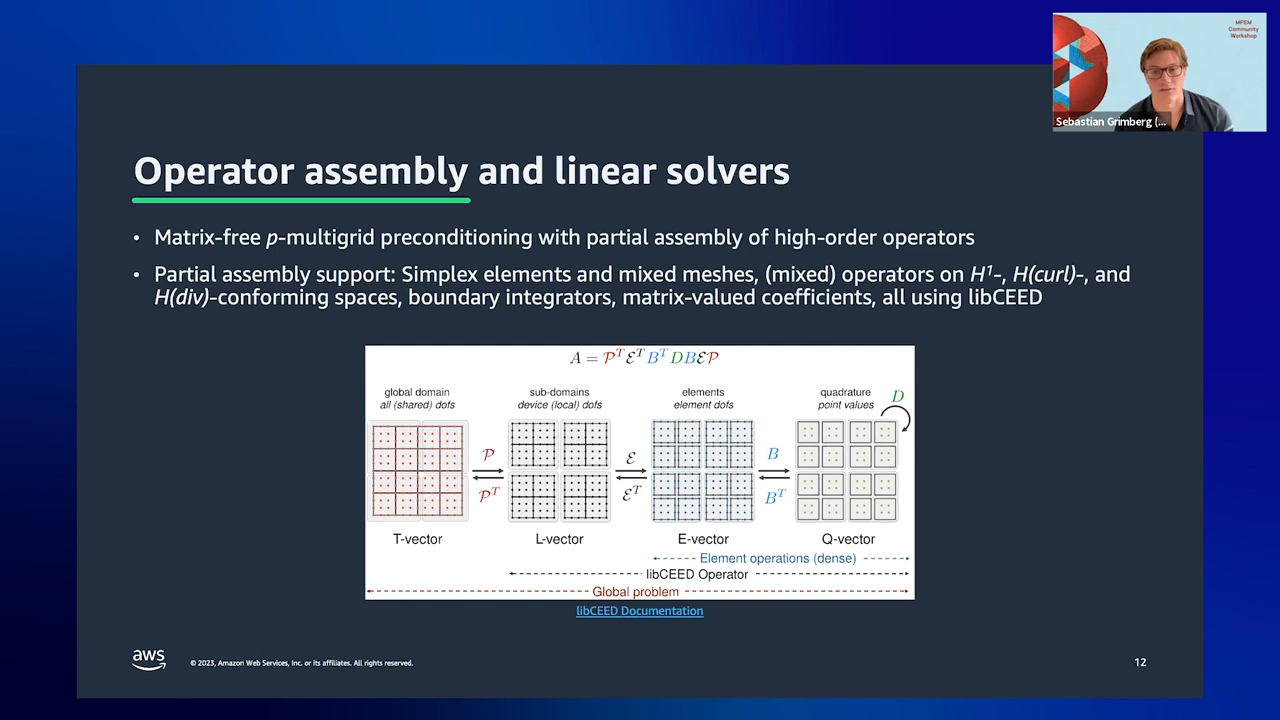 MFEM
Community
Workshop
Sebastian Grimberg (...
Operator assembly and linear solvers
• Matrix-free p-multigrid preconditioning with partial assembly of high-order operators
• Partial assembly support: Simplex elements and mixed meshes, (mixed) operators on H¹-, H(curl)-, and
H(div)-conforming spaces, boundary integrators, matrix-valued coefficients, all using libCEED
A = 𝒫ᵀℰᵀBᵀDBℰ𝒫
global domain
all (shared) dofs
sub-domains
device (local) dofs
elements
element dofs
quadrature
point values
D
𝒫
𝒫ᵀ
ℰ
ℰᵀ
B
Bᵀ
T-vector
L-vector
E-vector
Q-vector
Element operations (dense)
libCEED Operator
Global problem
libCEED Documentation
aws
© 2023, Amazon Web Services, Inc. or its affiliates. All rights reserved.
12